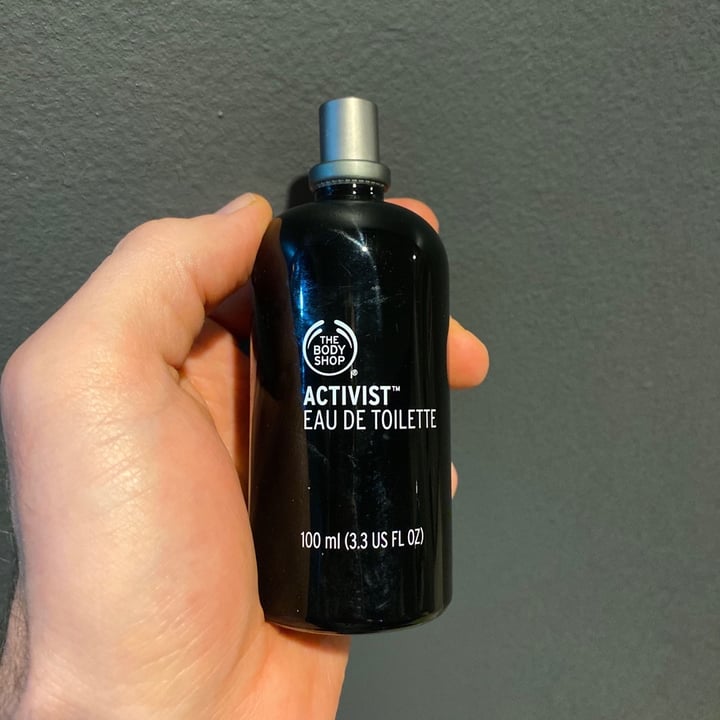 THE
BODY
SHOP
®
ACTIVIST™
EAU DE TOILETTE
100 ml (3.3 US FL OZ)